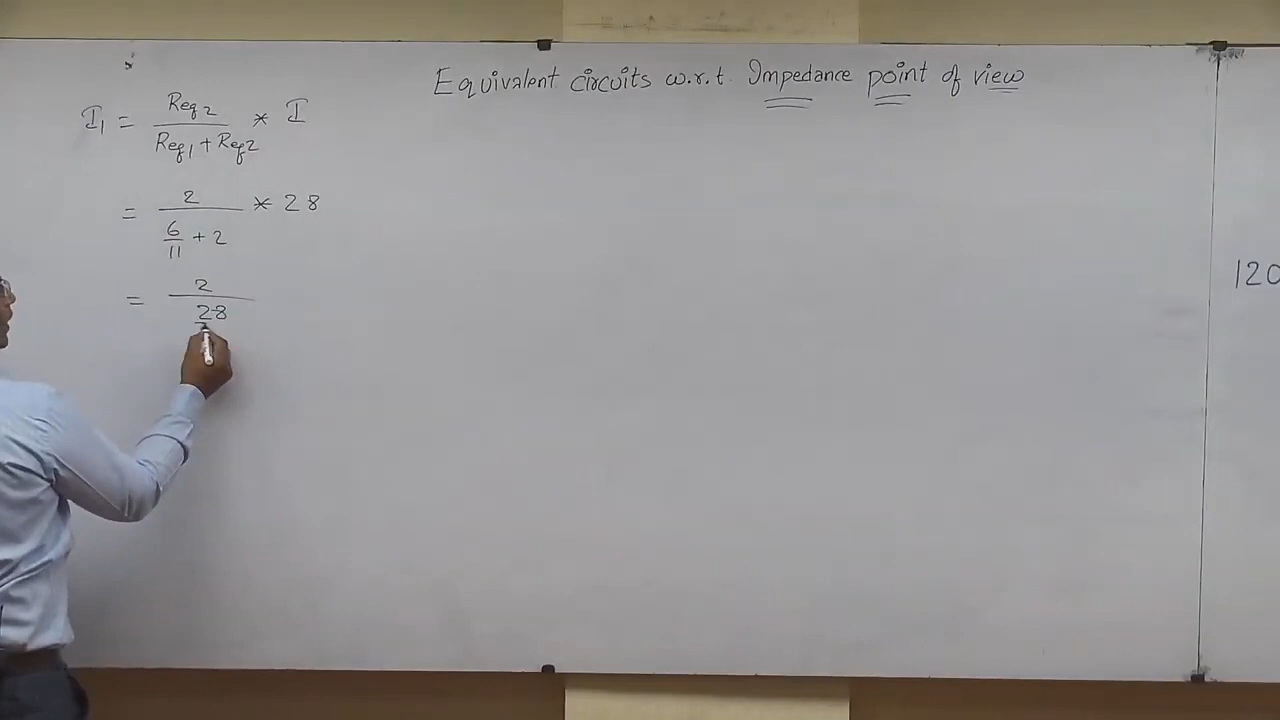 Equivalent circuits w.r.t. Impedance point of view
I₁ = Req2 / (Req1 + Req2) * I
= 2 / (6/11 + 2) * 28
= 2 / 28
120